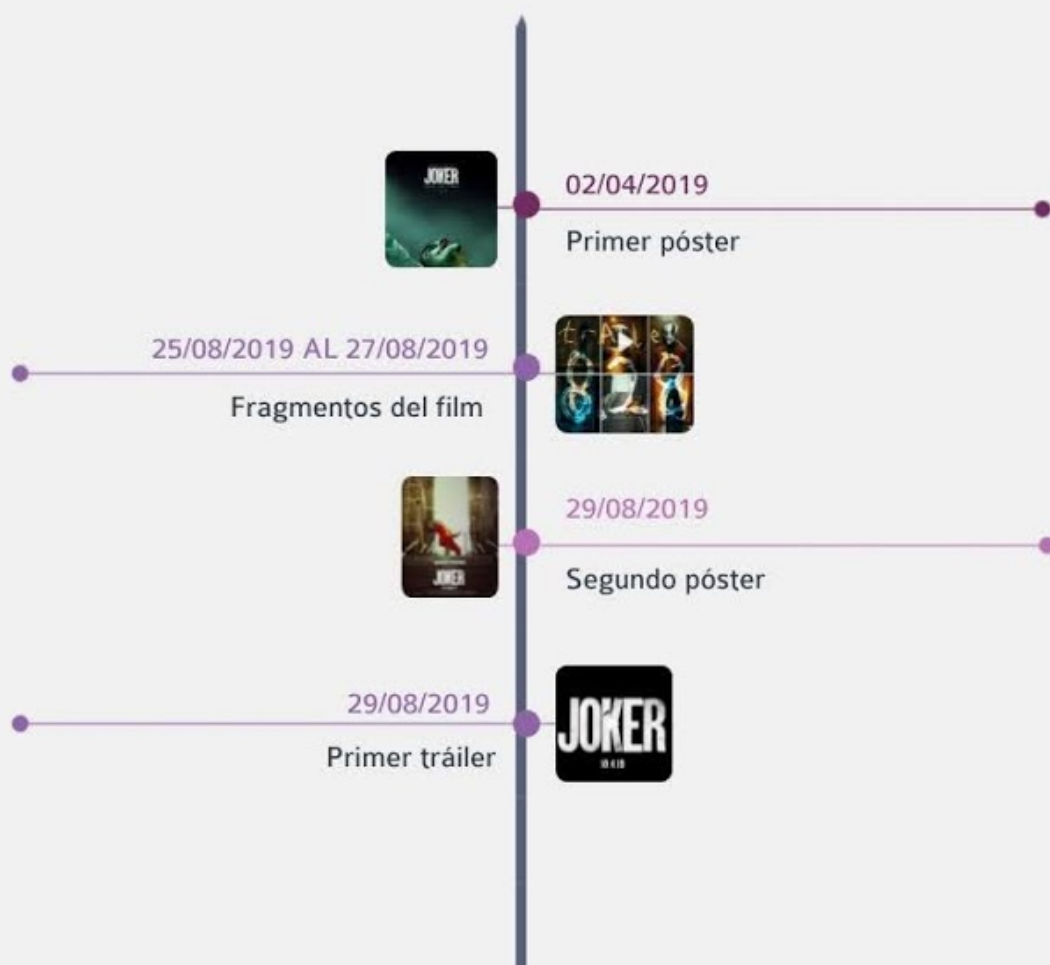 JOKER
02/04/2019
Primer póster
25/08/2019 AL 27/08/2019
Fragmentos del film
29/08/2019
JOKER
Segundo póster
29/08/2019
Primer tráiler
JOKER